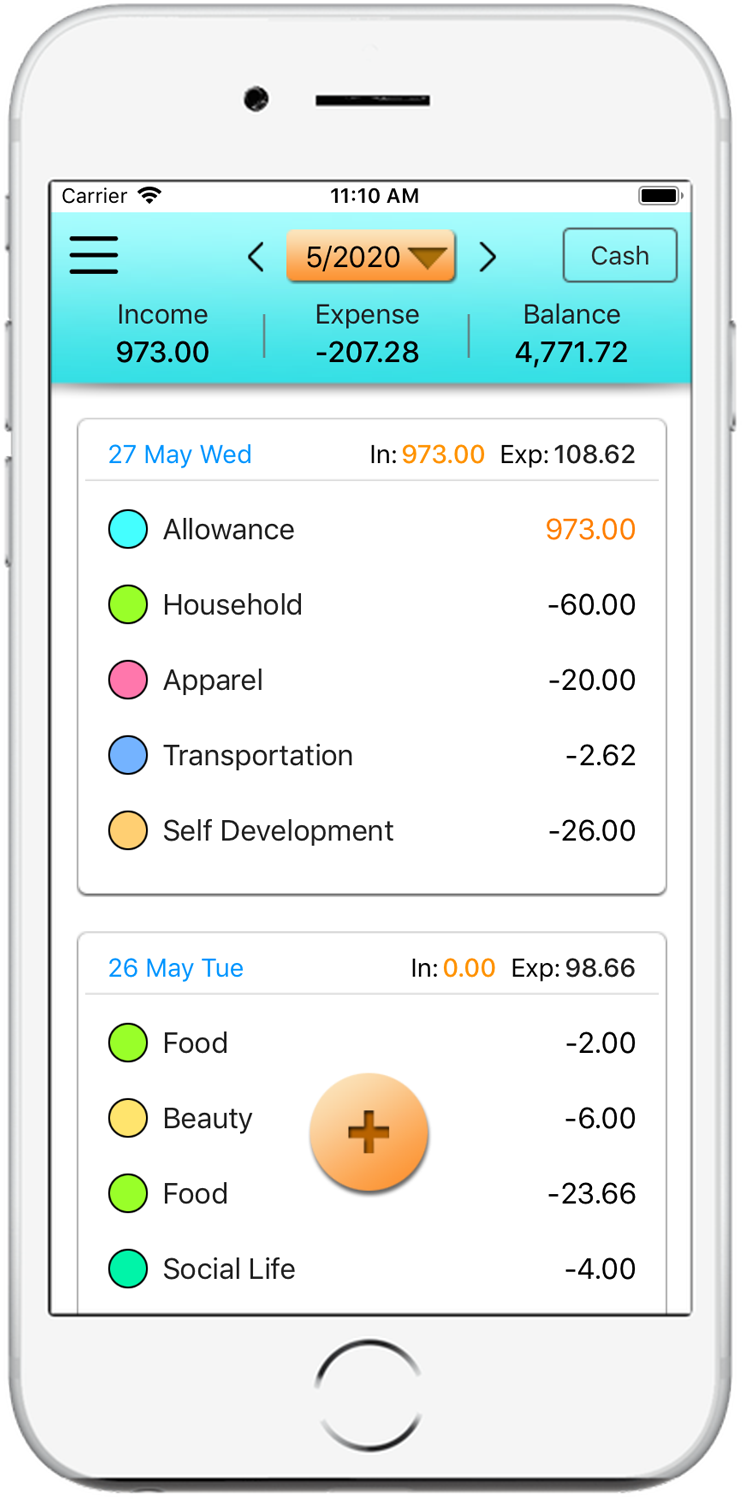 Carrier 11:10 AM
5/2020 Cash
Income Expense Balance
973.00 -207.28 4,771.72
27 May Wed In: 973.00 Exp: 108.62
Allowance 973.00
Household -60.00
Apparel -20.00
Transportation -2.62
Self Development -26.00
26 May Tue In: 0.00 Exp: 98.66
Food -2.00
Beauty -6.00
Food -23.66
Social Life -4.00